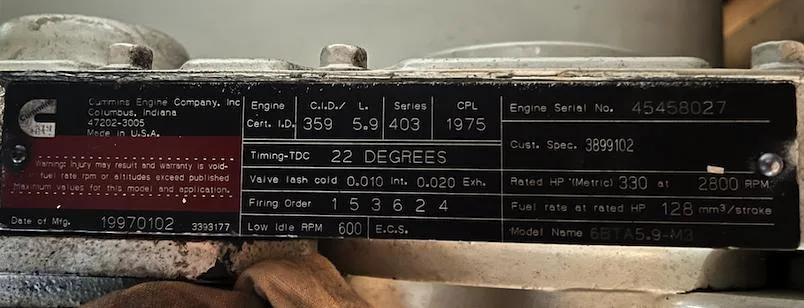 Cummins
Cummins Engine Company, Inc
Columbus, Indiana
47202-3005
Made in U.S.A.
Warning: Injury may result and warranty is void-
if fuel rate, rpm or altitudes exceed published
maximum values for this model and application.
Date of Mfg. 19970102 3393177
Engine C.I.D./ L. Series CPL
Cert. I.D. 359 5.9 403 1975
Timing-TDC 22 DEGREES
Valve lash cold 0.010 Int. 0.020 Exh.
Firing Order 1 5 3 6 2 4
Low Idle RPM 600 E.C.S.
Engine Serial No. 45458027
Cust. Spec. 3899102
Rated HP (Metric) 330 at 2800 RPM
Fuel rate at rated HP 128 mm³/stroke
Model Name 6BTA5.9-M3